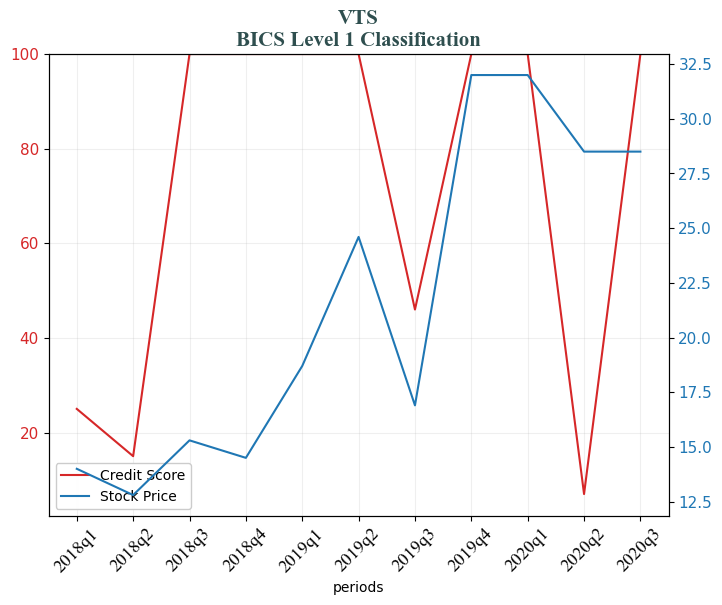 VTS
BICS Level 1 Classification
100
80
60
40
20
32.5
30.0
27.5
25.0
22.5
20.0
17.5
15.0
12.5
Credit Score
Stock Price
2018q1
2018q2
2018q3
2018q4
2019q1
2019q2
2019q3
2019q4
2020q1
2020q2
2020q3
periods